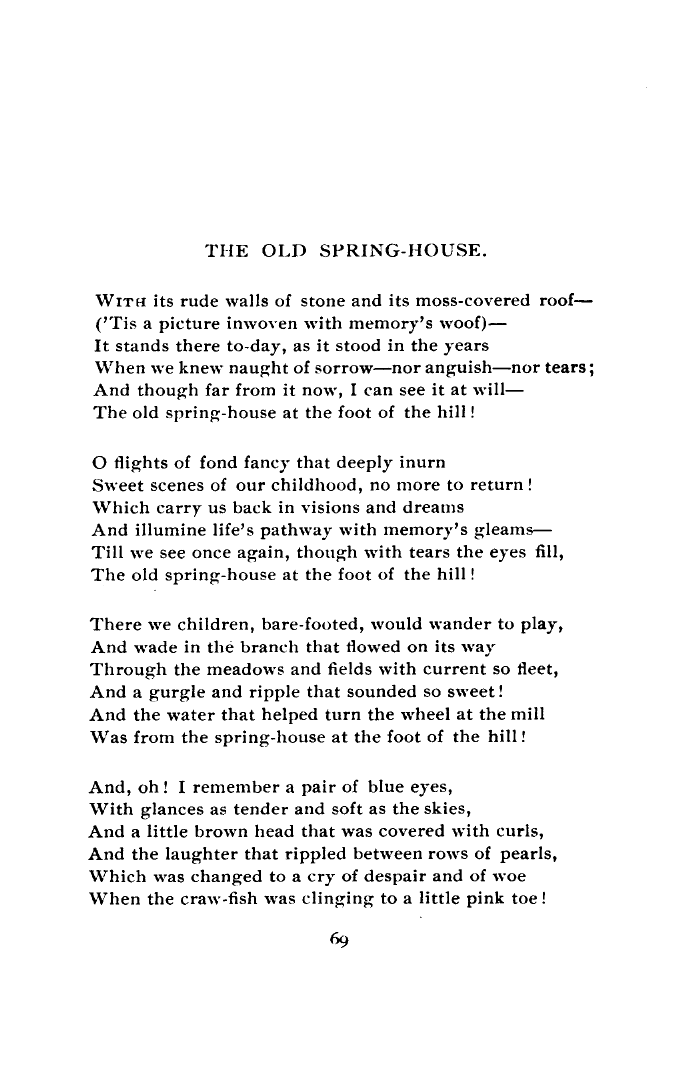 THE OLD SPRING-HOUSE.
WITH its rude walls of stone and its moss-covered roof—
('Tis a picture inwoven with memory's woof)—
It stands there to-day, as it stood in the years
When we knew naught of sorrow—nor anguish—nor tears;
And though far from it now, I can see it at will—
The old spring-house at the foot of the hill!
O flights of fond fancy that deeply inurn
Sweet scenes of our childhood, no more to return!
Which carry us back in visions and dreams
And illumine life's pathway with memory's gleams—
Till we see once again, though with tears the eyes fill,
The old spring-house at the foot of the hill!
There we children, bare-footed, would wander to play,
And wade in the branch that flowed on its way
Through the meadows and fields with current so fleet,
And a gurgle and ripple that sounded so sweet!
And the water that helped turn the wheel at the mill
Was from the spring-house at the foot of the hill!
And, oh! I remember a pair of blue eyes,
With glances as tender and soft as the skies,
And a little brown head that was covered with curls,
And the laughter that rippled between rows of pearls,
Which was changed to a cry of despair and of woe
When the craw-fish was clinging to a little pink toe!
69